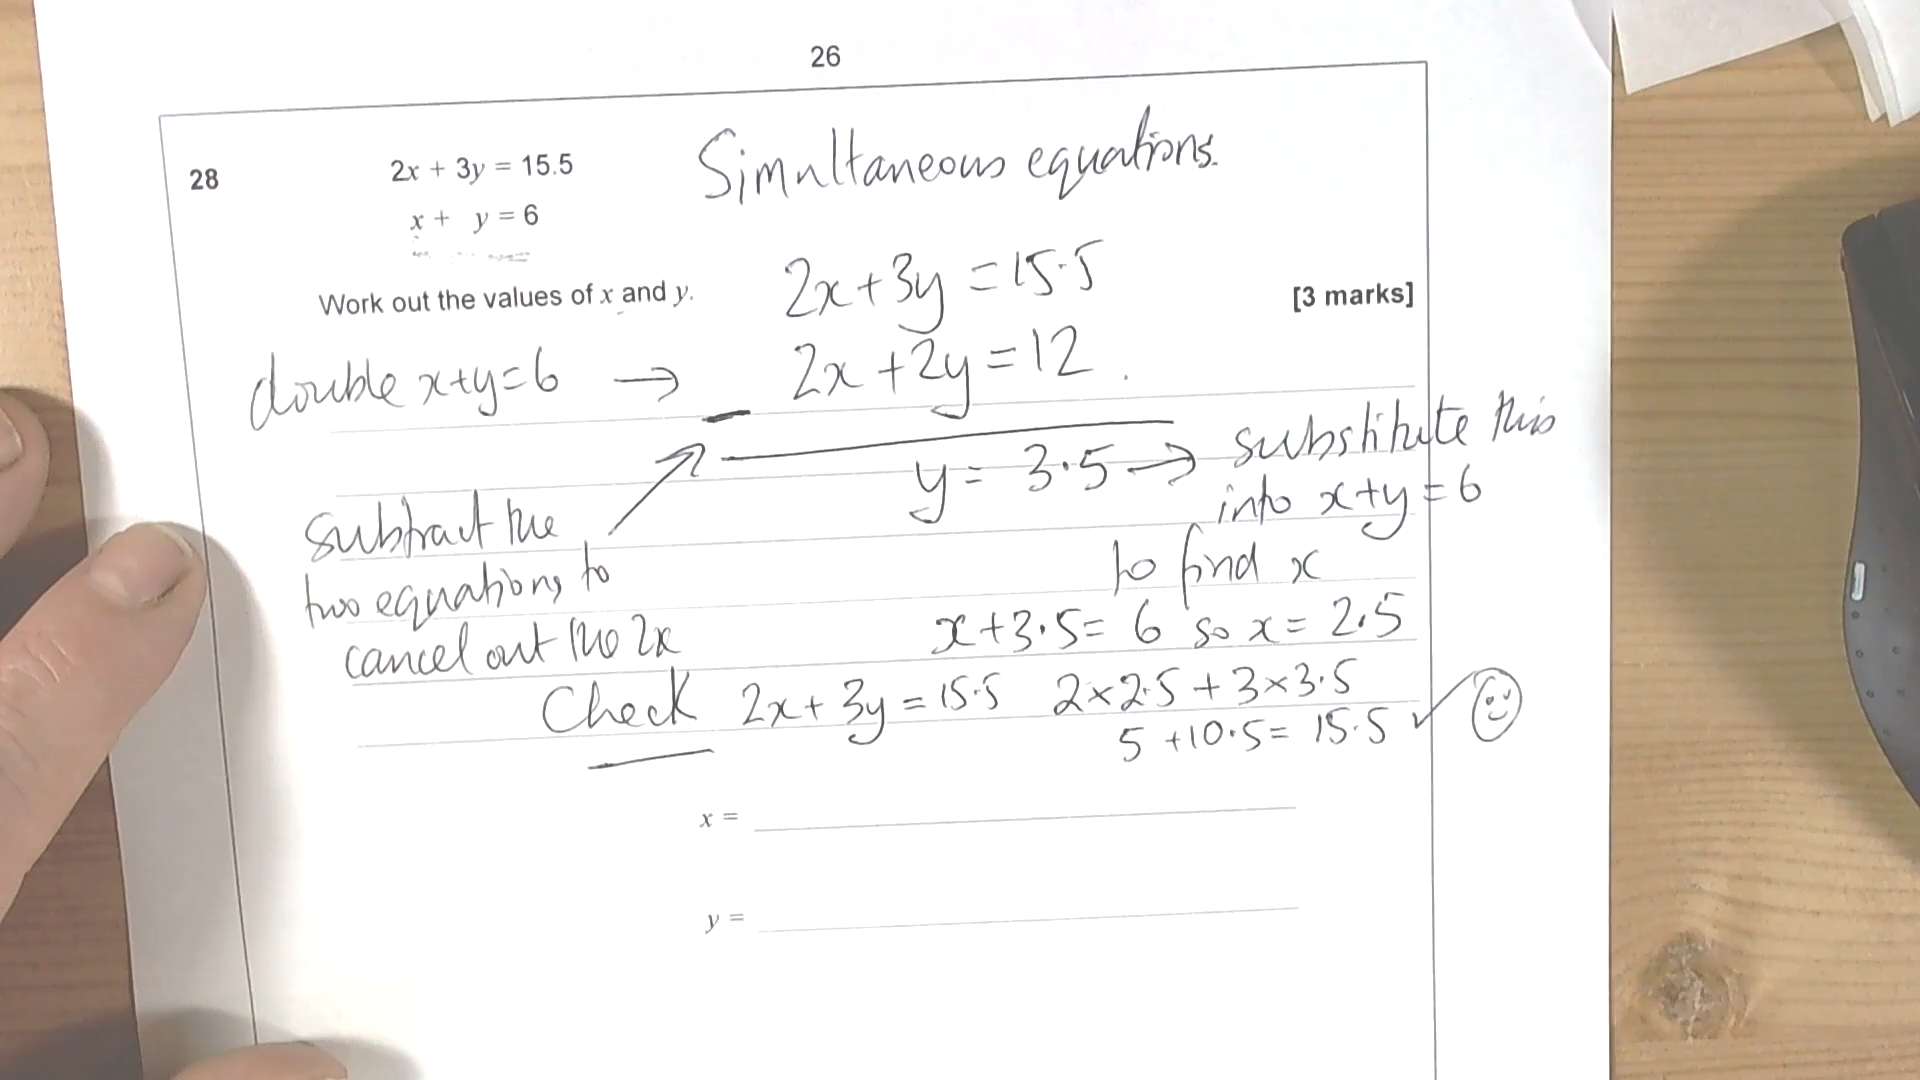 26
28
2x + 3y = 15.5
x + y = 6
Simultaneous equations.
Work out the values of x and y.
[3 marks]
2x + 3y = 15.5
double x+y=6 → 2x + 2y = 12.
y = 3.5 → substitute this
into x+y = 6
to find x
subtract the
two equations to
cancel out the 2x
x + 3.5 = 6 so x = 2.5
Check 2x + 3y = 15.5 2 × 2.5 + 3 × 3.5
5 + 10.5 = 15.5 ✓
x =
y =